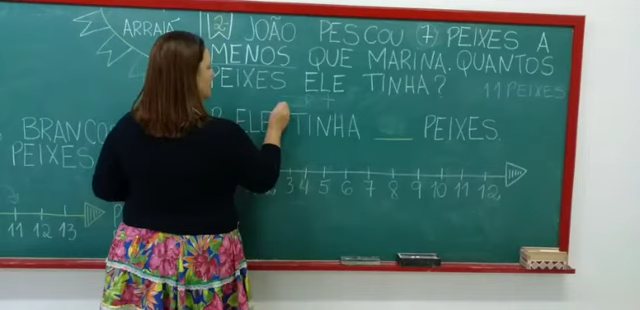 ARRAIÁ
2 JOÃO PESCOU 7 PEIXES A
MENOS QUE MARINA. QUANTOS
PEIXES ELE TINHA?
11 PEIXES
R ELE TINHA ___ PEIXES.
3 4 5 6 7 8 9 10 11 12
BRANCO
PEIXES
11 12 13